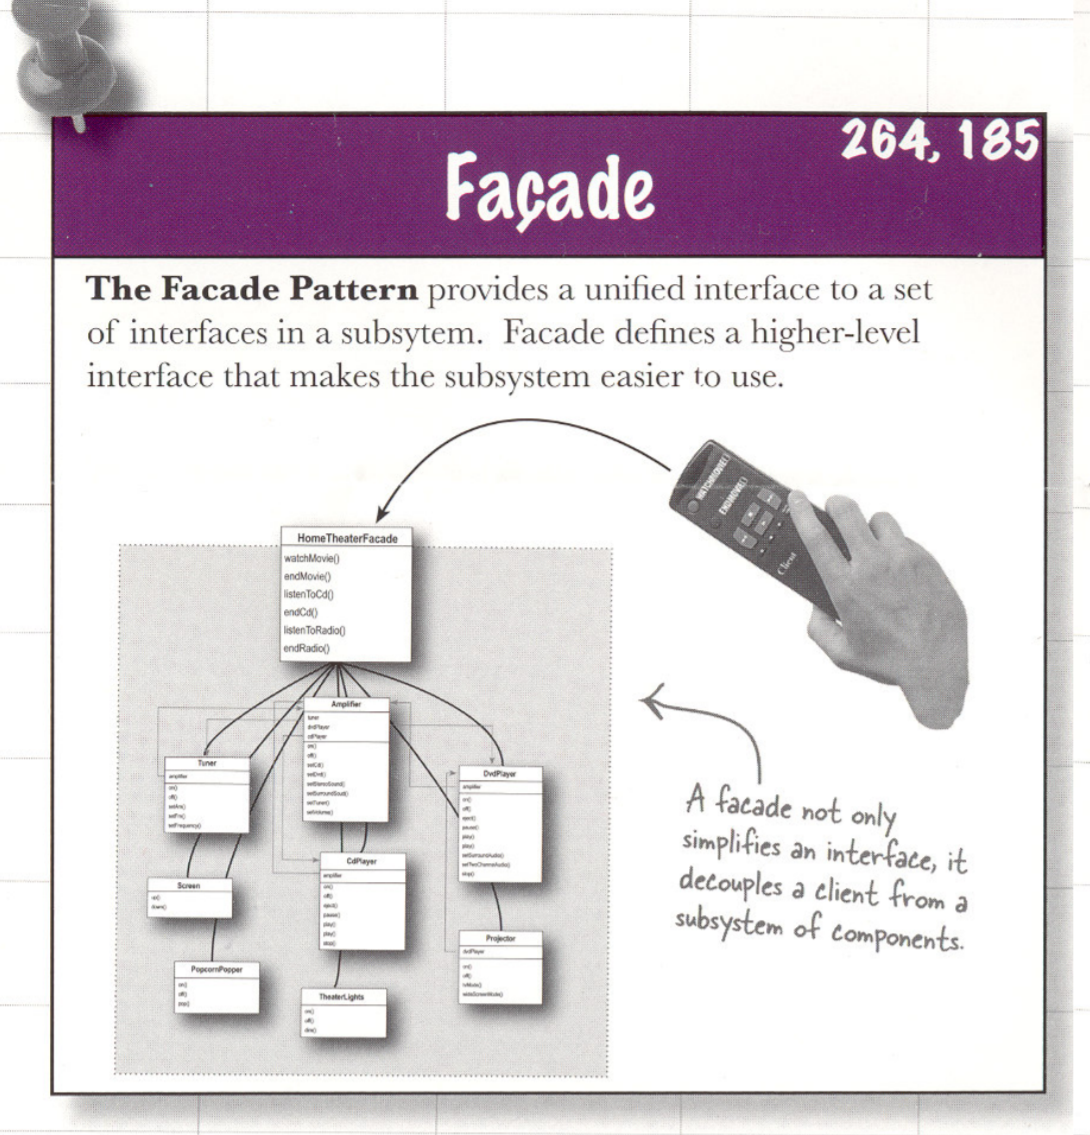 264, 185
Façade
The Facade Pattern provides a unified interface to a set
of interfaces in a subsytem. Facade defines a higher-level
interface that makes the subsystem easier to use.
WATCHMOVIE()
ENDMOVIE()
Client
HomeTheaterFacade
watchMovie()
endMovie()
listenToCd()
endCd()
listenToRadio()
endRadio()
Amplifier
tuner
dvdPlayer
cdPlayer
on()
off()
setCd()
setDvd()
setStereoSound()
setSurroundSoud()
setTuner()
setVolume()
Tuner
amplifier
on()
off()
setAm()
setFm()
setFrequency()
DvdPlayer
amplifier
on()
off()
eject()
pause()
play()
play()
setSurroundAudio()
setTwoChannelAudio()
stop()
A facade not only
simplifies an interface, it
decouples a client from a
subsystem of components.
CdPlayer
amplifier
on()
off()
eject()
pause()
play()
play()
stop()
Screen
up()
down()
Projector
dvdPlayer
on()
off()
tvMode()
wideScreenMode()
PopcornPopper
on()
off()
pop()
TheaterLights
on()
off()
dim()